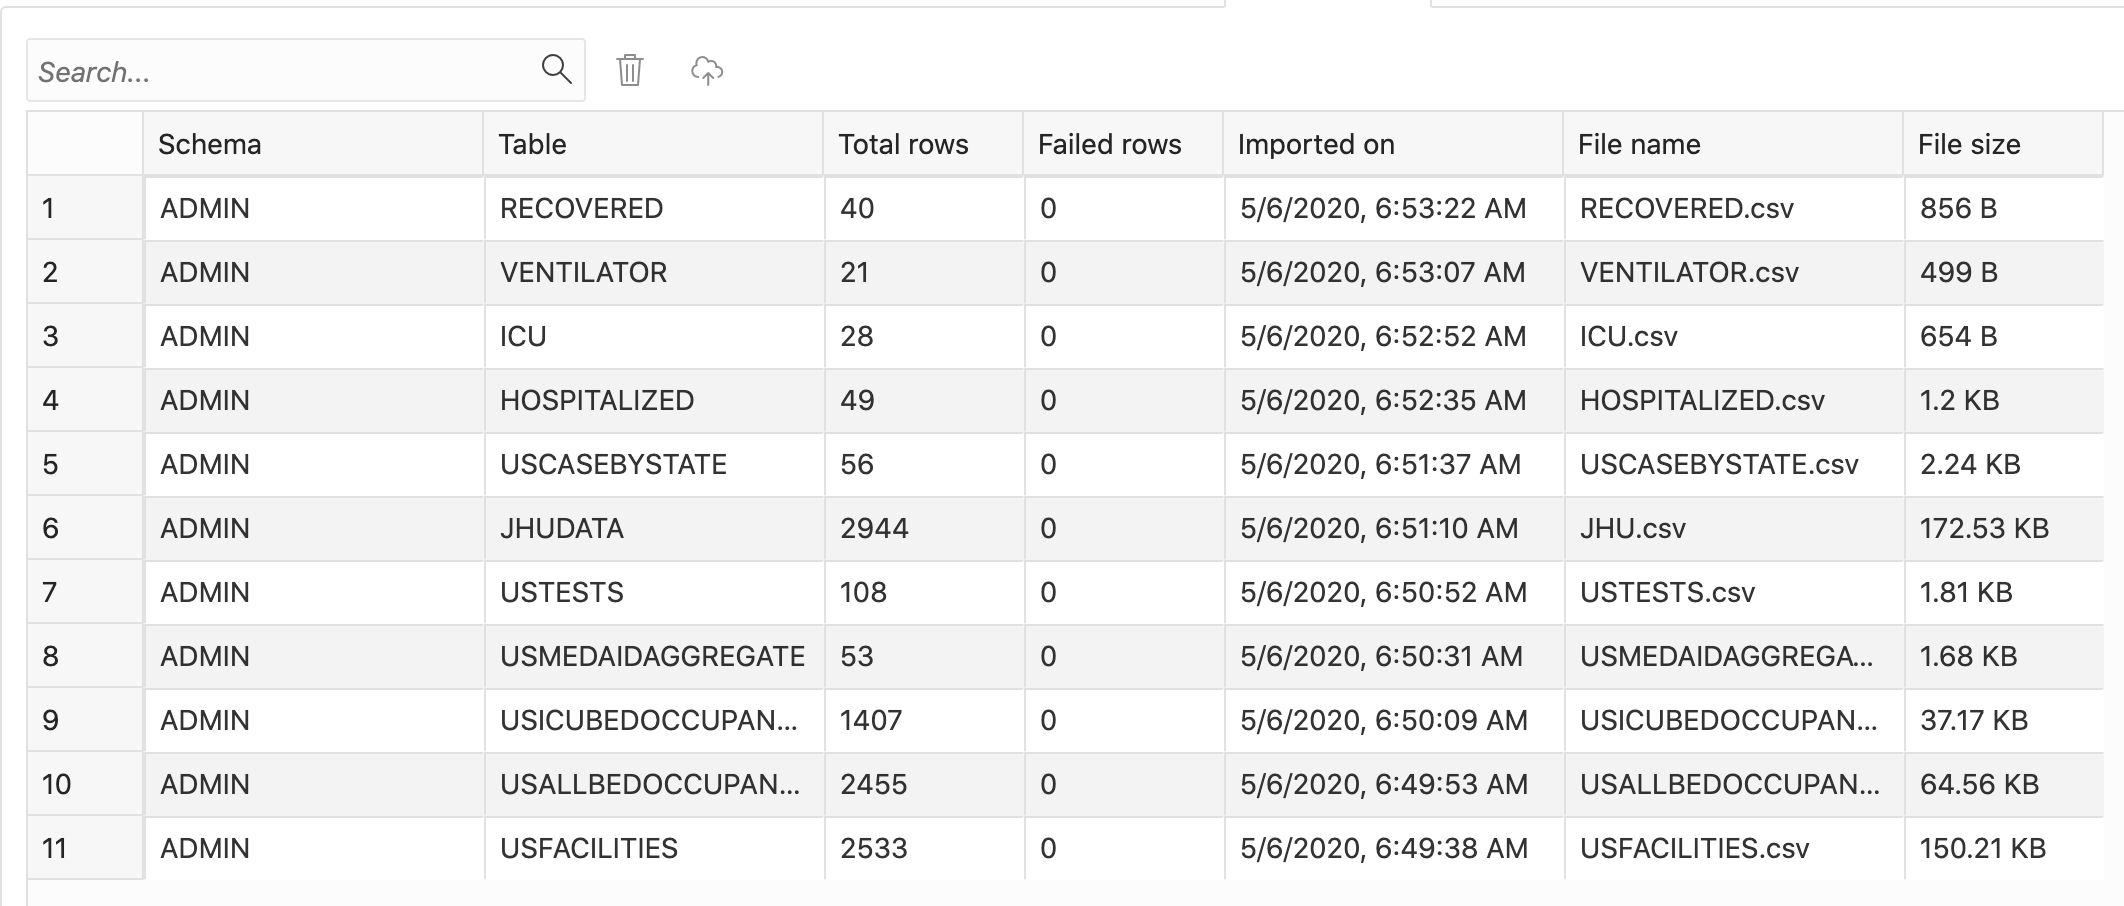 Search...
Schema Table Total rows Failed rows Imported on File name File size
1 ADMIN RECOVERED 40 0 5/6/2020, 6:53:22 AM RECOVERED.csv 856 B
2 ADMIN VENTILATOR 21 0 5/6/2020, 6:53:07 AM VENTILATOR.csv 499 B
3 ADMIN ICU 28 0 5/6/2020, 6:52:52 AM ICU.csv 654 B
4 ADMIN HOSPITALIZED 49 0 5/6/2020, 6:52:35 AM HOSPITALIZED.csv 1.2 KB
5 ADMIN USCASEBYSTATE 56 0 5/6/2020, 6:51:37 AM USCASEBYSTATE.csv 2.24 KB
6 ADMIN JHUDATA 2944 0 5/6/2020, 6:51:10 AM JHU.csv 172.53 KB
7 ADMIN USTESTS 108 0 5/6/2020, 6:50:52 AM USTESTS.csv 1.81 KB
8 ADMIN USMEDAIDAGGREGATE 53 0 5/6/2020, 6:50:31 AM USMEDAIDAGGREGA... 1.68 KB
9 ADMIN USICUBEDOCCUPAN... 1407 0 5/6/2020, 6:50:09 AM USICUBEDOCCUPAN... 37.17 KB
10 ADMIN USALLBEDOCCUPAN... 2455 0 5/6/2020, 6:49:53 AM USALLBEDOCCUPAN... 64.56 KB
11 ADMIN USFACILITIES 2533 0 5/6/2020, 6:49:38 AM USFACILITIES.csv 150.21 KB